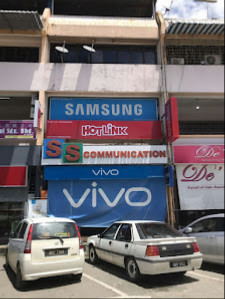 SAMSUNG
HOTLINK
SS COMMUNICATION
vivo
vivo
De'
De'